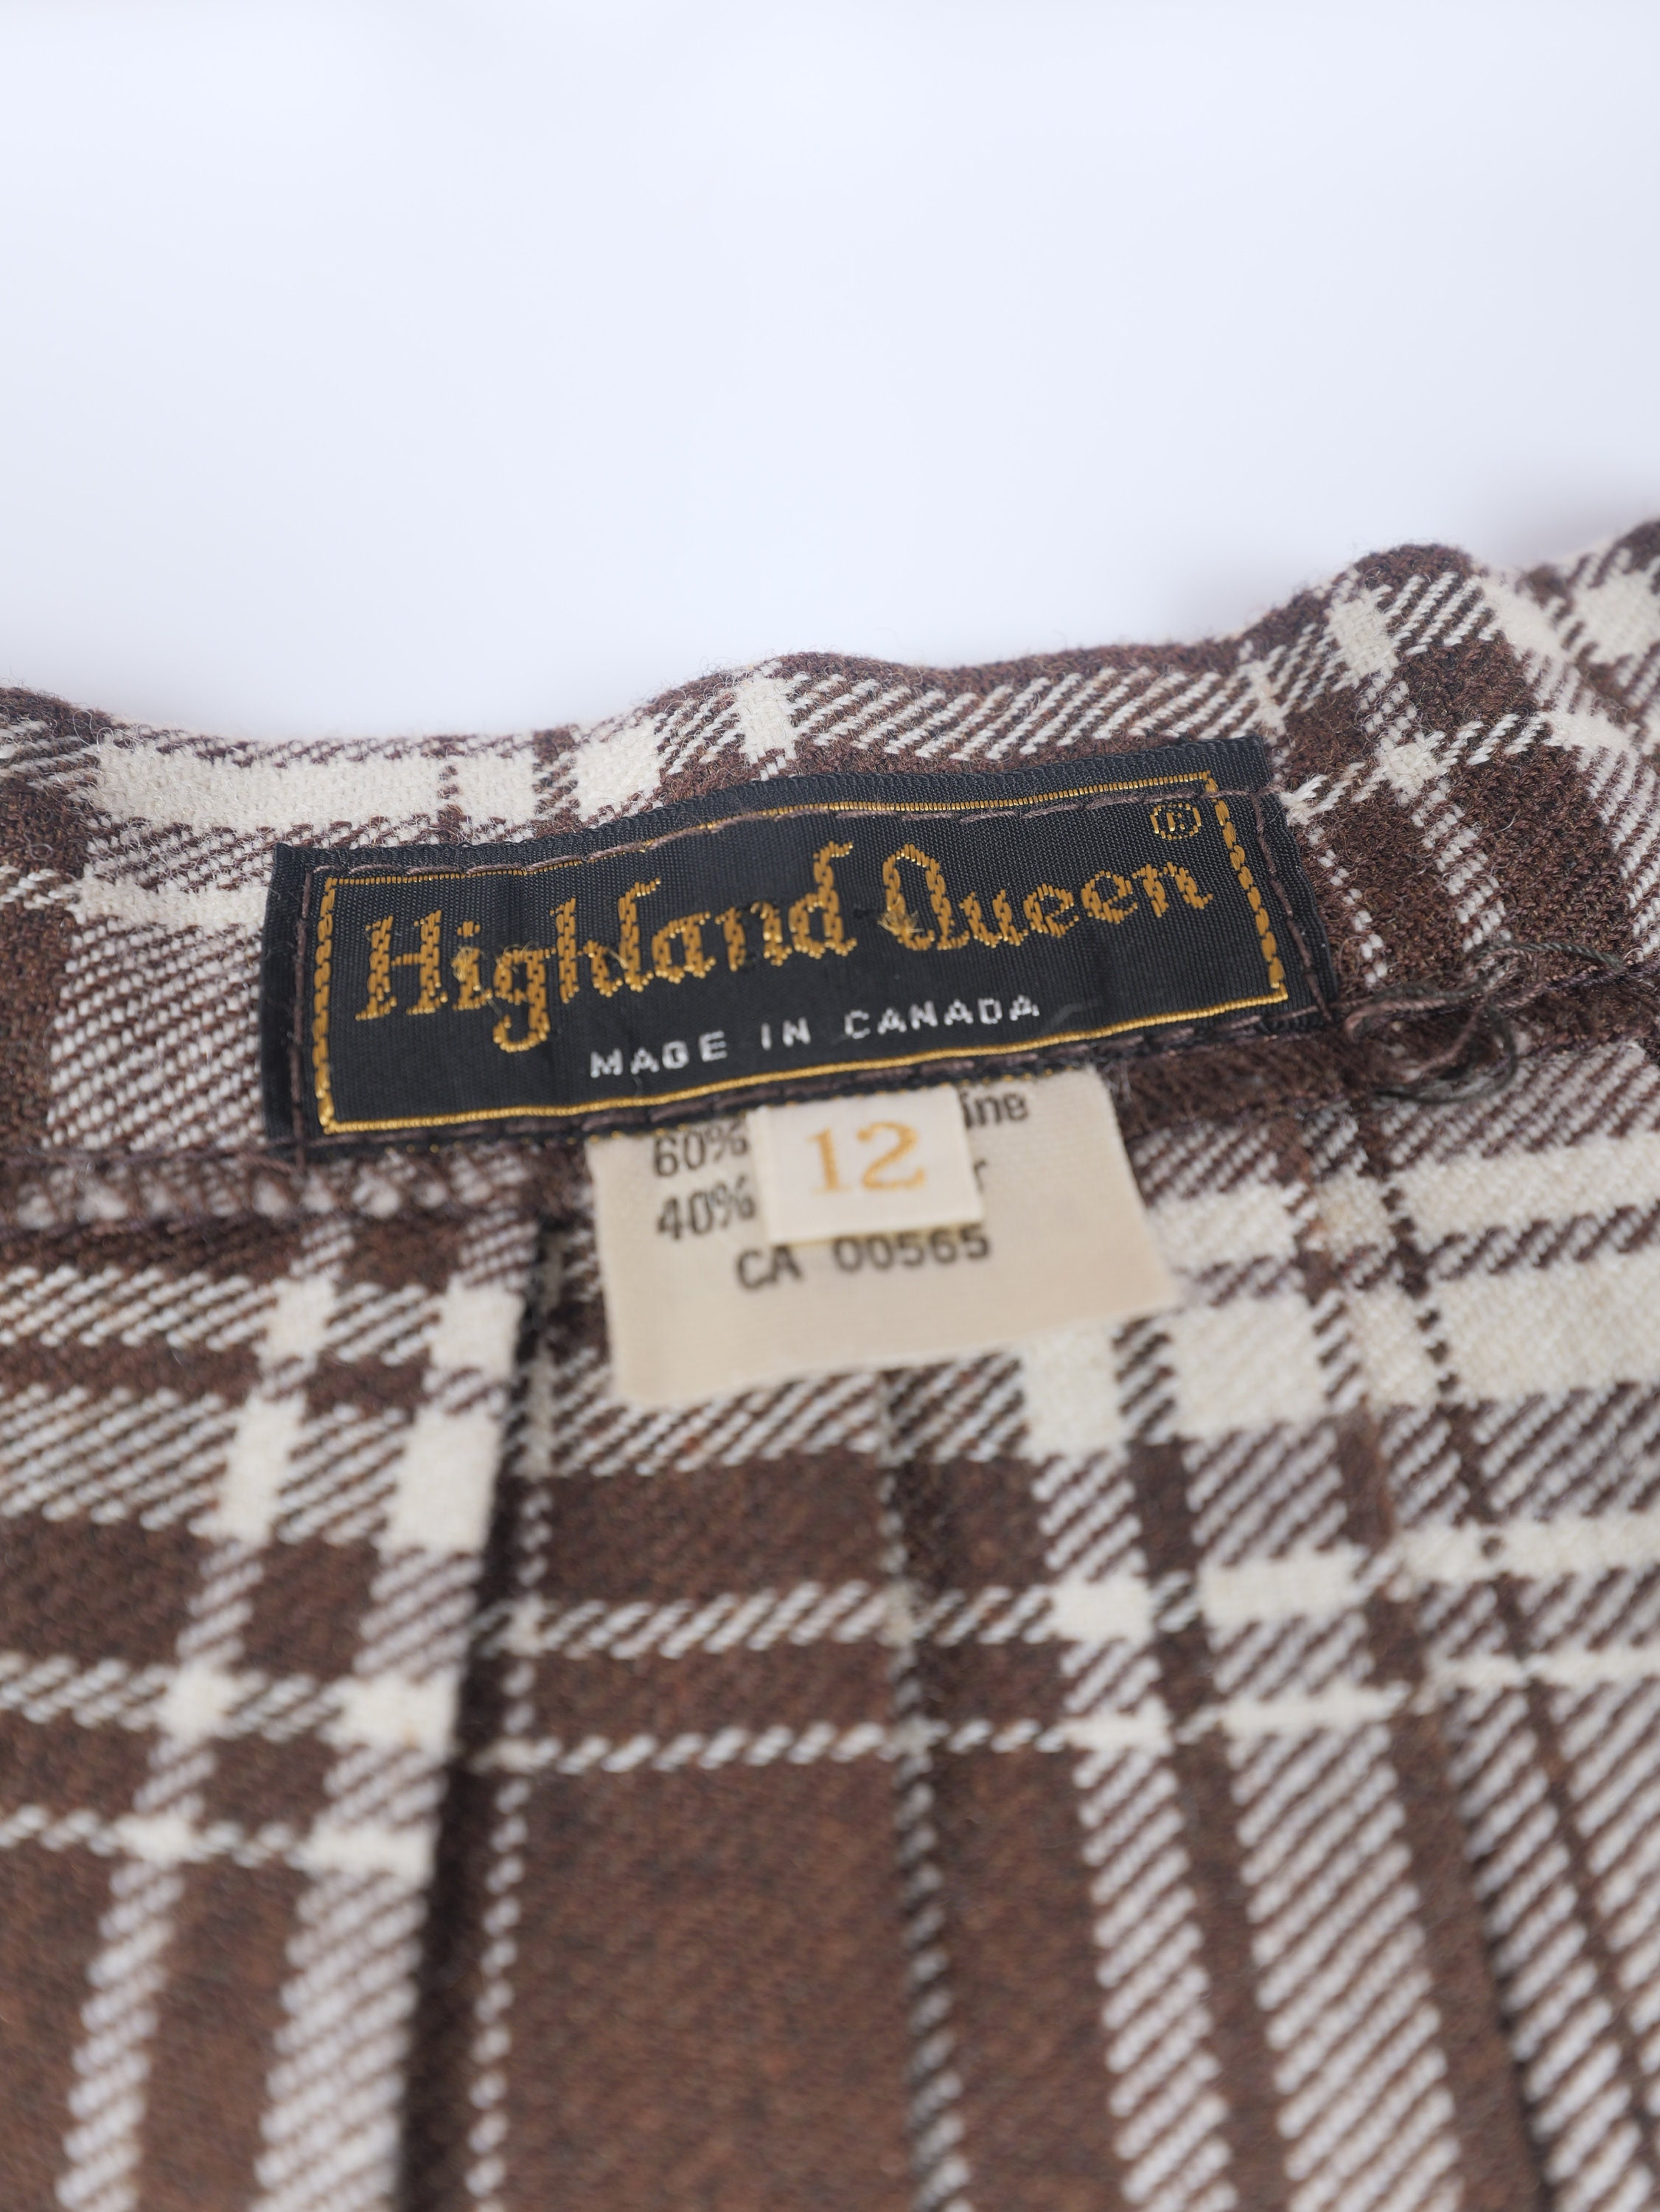 Highland Queen ®
MADE IN CANADA
12
60%
40%
CA 00565